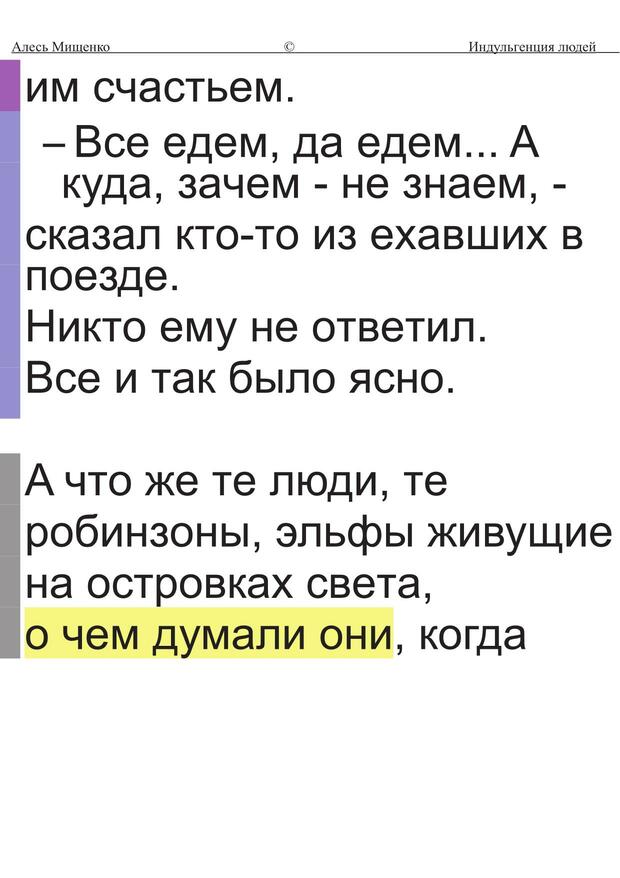 Алесь Мищенко © Индульгенция людей
им счастьем.
– Все едем, да едем... А
куда, зачем - не знаем, -
сказал кто-то из ехавших в
поезде.
Никто ему не ответил.
Все и так было ясно.
А что же те люди, те
робинзоны, эльфы живущие
на островках света,
о чем думали они, когда